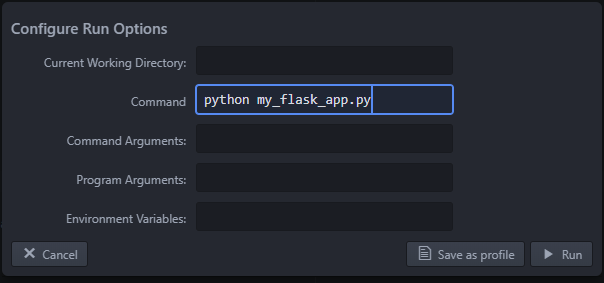 Configure Run Options
Current Working Directory:
Command python my_flask_app.py
Command Arguments:
Program Arguments:
Environment Variables:
Cancel Save as profile Run